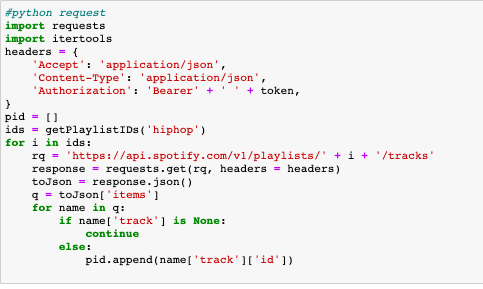 #python request
import requests
import itertools
headers = {
    'Accept': 'application/json',
    'Content-Type': 'application/json',
    'Authorization': 'Bearer' + ' ' + token,
}
pid = []
ids = getPlaylistIDs('hiphop')
for i in ids:
    rq = 'https://api.spotify.com/v1/playlists/' + i + '/tracks'
    response = requests.get(rq, headers = headers)
    toJson = response.json()
    q = toJson['items']
    for name in q:
        if name['track'] is None:
            continue
        else:
            pid.append(name['track']['id'])